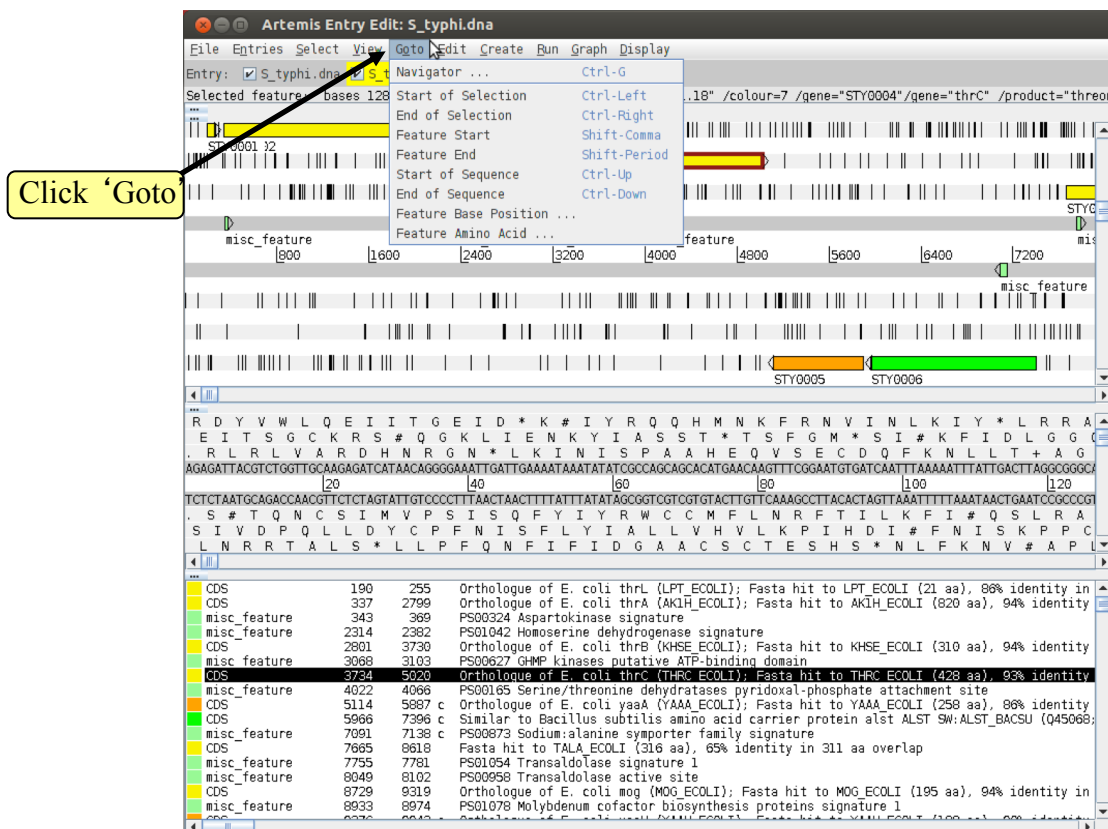 Artemis Entry Edit: S_typhi.dna
File Entries Select View Goto Edit Create Run Graph Display
Entry: S_typhi.dna S_t
Selected feature: bases 128 ..18" /colour=7 /gene="STY0004"/gene="thrC" /product="threon
Navigator ... Ctrl-G
Start of Selection Ctrl-Left
End of Selection Ctrl-Right
Feature Start Shift-Comma
Feature End Shift-Period
Start of Sequence Ctrl-Up
End of Sequence Ctrl-Down
Feature Base Position ...
Feature Amino Acid ...
Click ‘Goto’
STY0001
misc_feature feature
800 1600 2400 3200 4000 4800 5600 6400 7200
misc_feature
STY0005 STY0006
R D Y V W L Q E I I T G E I D * K # I Y R Q Q H M N K F R N V I N L K I Y * L R R A
E I T S G C K R S # Q G K L I E N K Y I A S S T * T S F G M * S I # K F I D L G G
. R L R L V A R D H N R G N * L K I N I S P A A H E Q V S E C D Q F K N L L T + A G
AGAGATTACGTCTGGTTGCAAGAGATCATAACAGGGGAAATTGATTGAAAATAAATATATCGCCAGCAGCACATGAACAAGTTTCGGAATGTGATCAATTTAAAAATTTATTGACTTAGGCGGGCA
20 40 60 80 100 120
TCTCTAATGCAGACCAACGTTCTCTAGTATTGTCCCCTTTAACTAACTTTTATTTATATAGCGGTCGTCGTGTACTTGTTCAAAGCCTTACACTAGTTAAATTTTTAAATAACTGAATCCGCCCGT
. S # T Q N C S I M V P S I S Q F Y I Y R W C C M F L N R F T I L K F I # Q S L R A
S I V D P Q L L D Y C P F N I S F L Y I A L L V H V L K P I H D I # F N I S K P P C
L N R R T A L S * L L P F Q N F I F I D G A A C S C T E S H S * N L F K N V # A P L
CDS 190 255 Orthologue of E. coli thrL (LPT_ECOLI); Fasta hit to LPT_ECOLI (21 aa), 86% identity in
CDS 337 2799 Orthologue of E. coli thrA (AK1H_ECOLI); Fasta hit to AK1H_ECOLI (820 aa), 94% identity
misc_feature 343 369 PS00324 Aspartokinase signature
misc_feature 2314 2382 PS01042 Homoserine dehydrogenase signature
CDS 2801 3730 Orthologue of E. coli thrB (KHSE_ECOLI); Fasta hit to KHSE_ECOLI (310 aa), 94% identity
misc_feature 3068 3103 PS00627 GHMP kinases putative ATP-binding domain
CDS 3734 5020 Orthologue of E. coli thrC (THRC_ECOLI); Fasta hit to THRC_ECOLI (428 aa), 93% identity
misc_feature 4022 4066 PS00165 Serine/threonine dehydratases pyridoxal-phosphate attachment site
CDS 5114 5887 c Orthologue of E. coli yaaA (YAAA_ECOLI); Fasta hit to YAAA_ECOLI (258 aa), 86% identity
CDS 5966 7396 c Similar to Bacillus subtilis amino acid carrier protein alst ALST SW:ALST_BACSU (Q45068;
misc_feature 7091 7138 c PS00873 Sodium:alanine symporter family signature
CDS 7665 8618 Fasta hit to TALA_ECOLI (316 aa), 65% identity in 311 aa overlap
misc_feature 7755 7781 PS01054 Transaldolase signature 1
misc_feature 8049 8102 PS00958 Transaldolase active site
CDS 8729 9319 Orthologue of E. coli mog (MOG_ECOLI); Fasta hit to MOG_ECOLI (195 aa), 94% identity in
misc_feature 8933 8974 PS01078 Molybdenum cofactor biosynthesis proteins signature 1